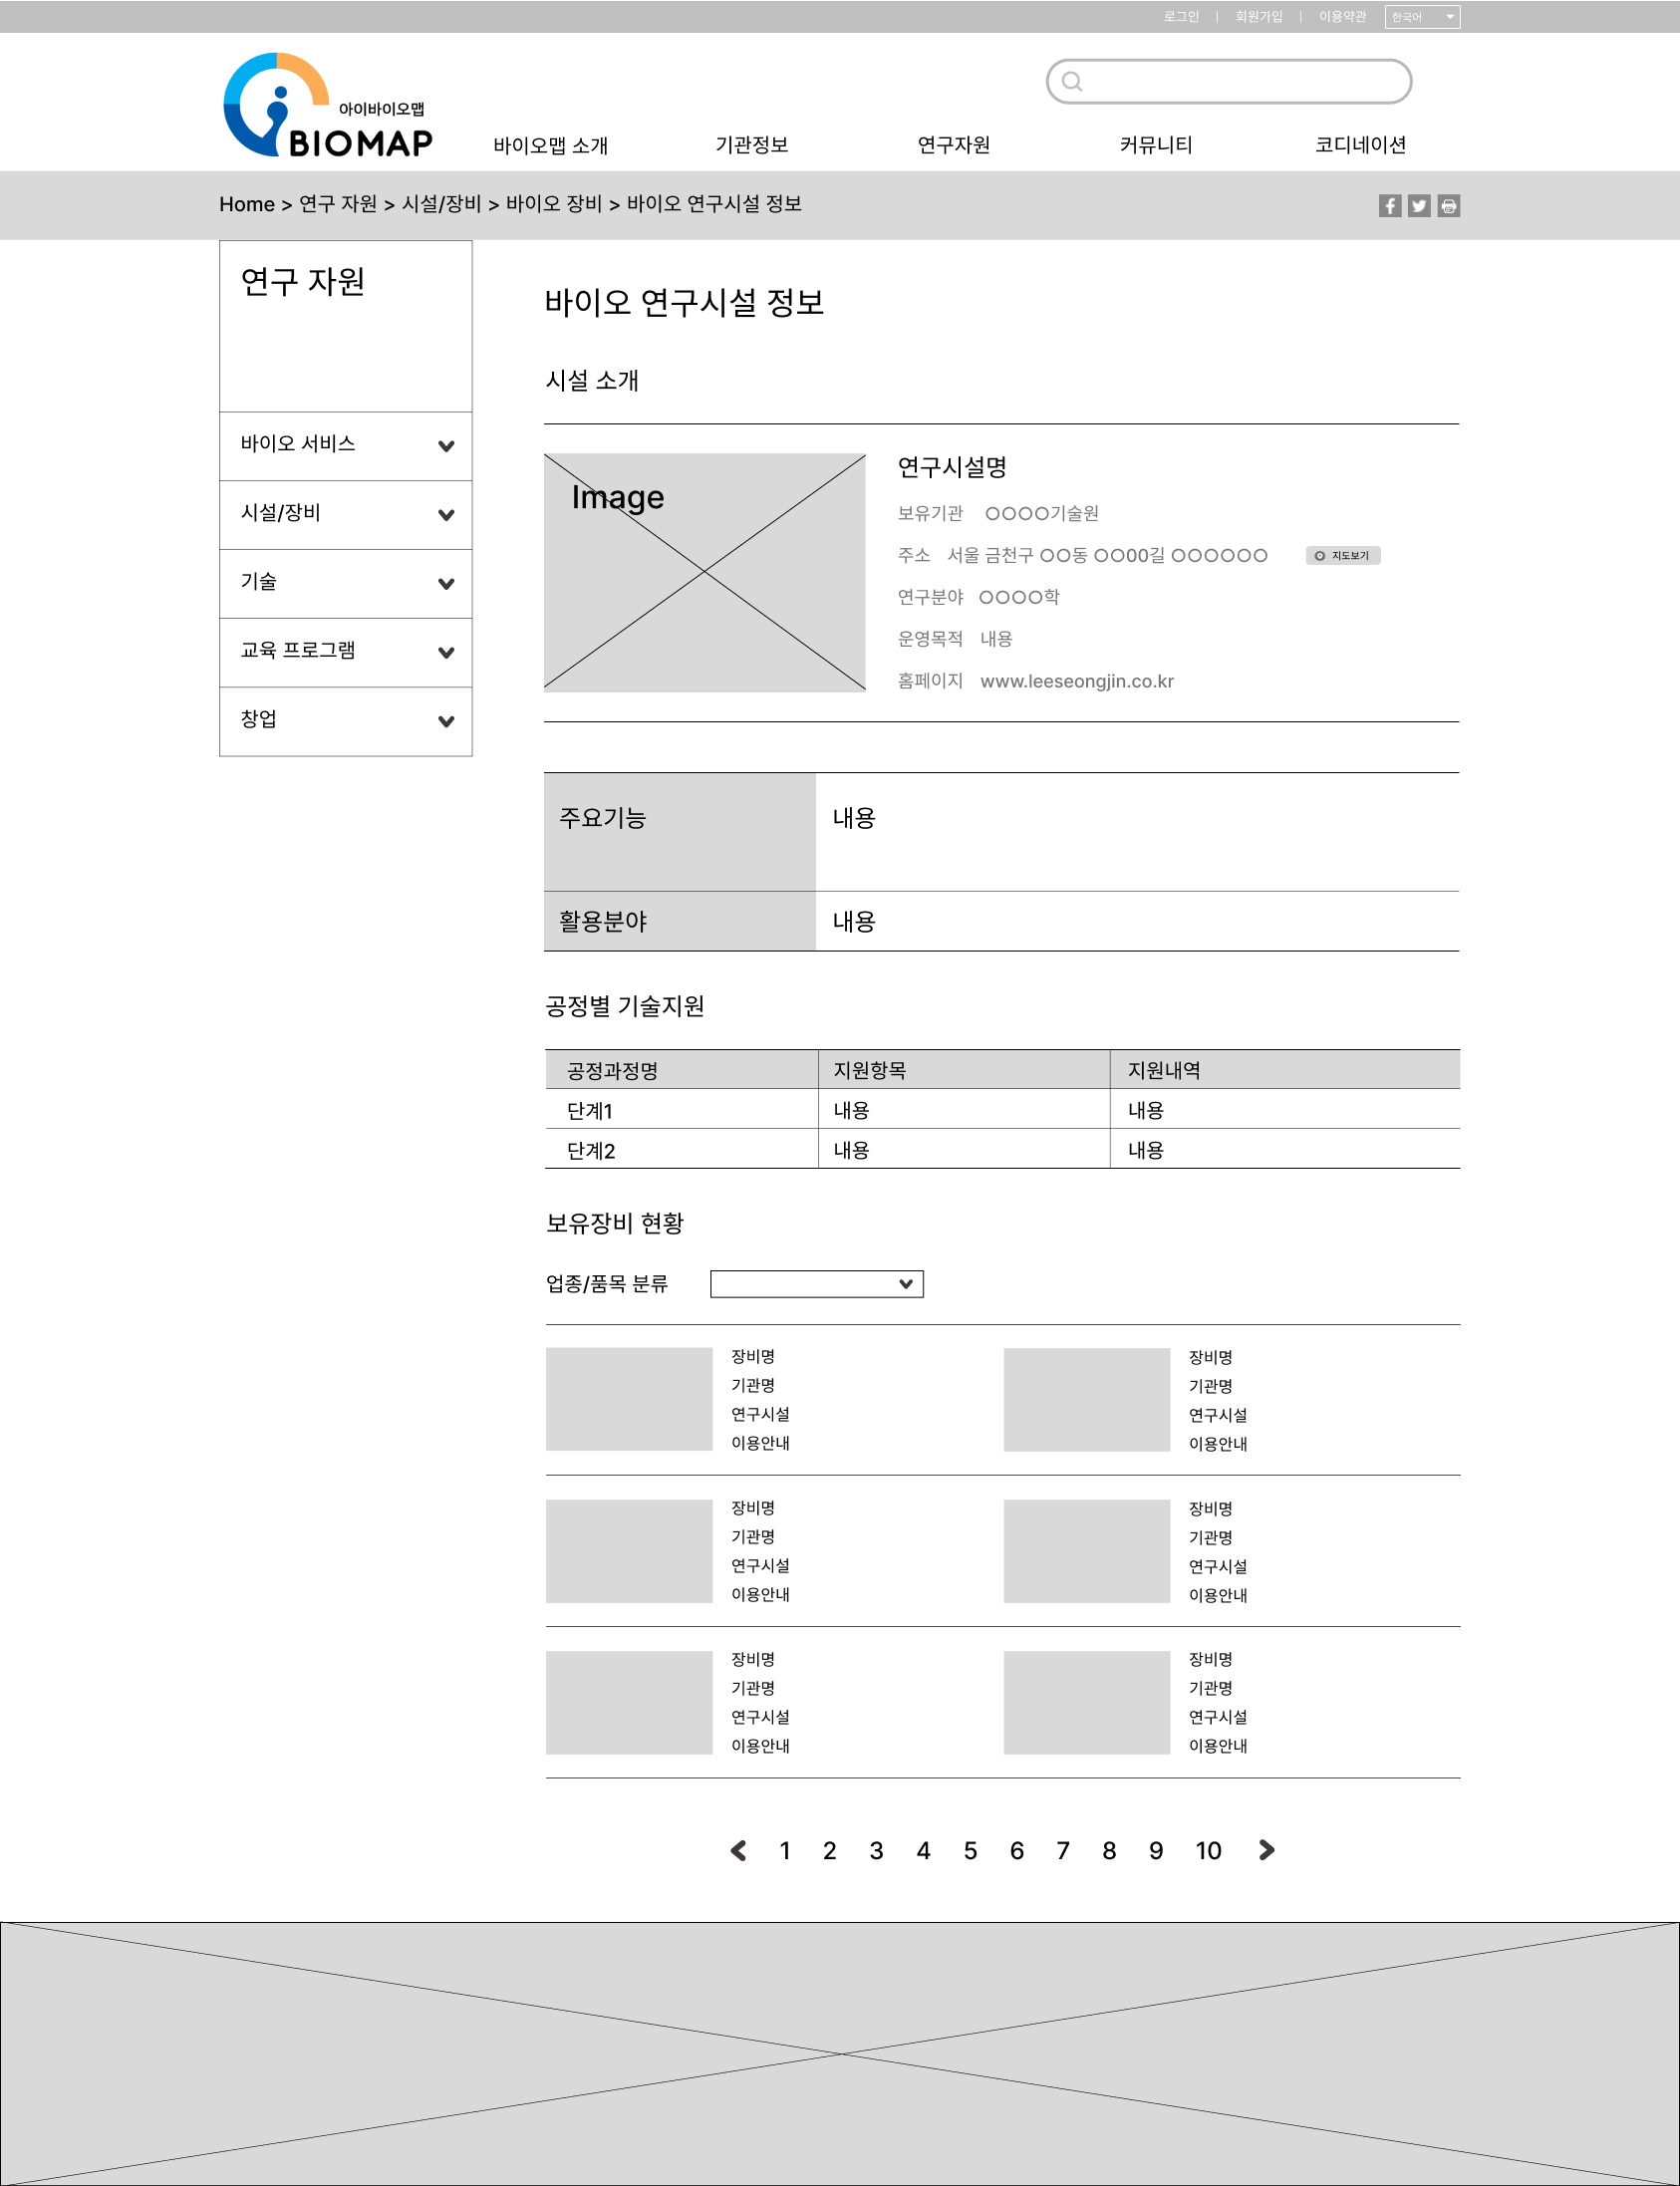 로그인 | 회원가입 | 이용약관 한국어
아이바이오맵
BIOMAP
바이오맵 소개 기관정보 연구자원 커뮤니티 코디네이션
Home > 연구 자원 > 시설/장비 > 바이오 장비 > 바이오 연구시설 정보
연구 자원
바이오 서비스
시설/장비
기술
교육 프로그램
창업
바이오 연구시설 정보
시설 소개
Image
연구시설명
보유기관 ㅇㅇㅇㅇ기술원
주소 서울 금천구 ㅇㅇ동 ㅇㅇ00길 ㅇㅇㅇㅇㅇㅇ 지도보기
연구분야 ㅇㅇㅇㅇ학
운영목적 내용
홈페이지 www.leeseongjin.co.kr
주요기능 내용
활용분야 내용
공정별 기술지원
공정과정명 지원항목 지원내역
단계1 내용 내용
단계2 내용 내용
보유장비 현황
업종/품목 분류
장비명
기관명
연구시설
이용안내
장비명
기관명
연구시설
이용안내
장비명
기관명
연구시설
이용안내
장비명
기관명
연구시설
이용안내
장비명
기관명
연구시설
이용안내
장비명
기관명
연구시설
이용안내
1 2 3 4 5 6 7 8 9 10